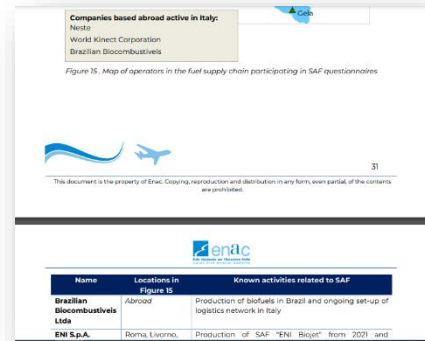 Gela
Companies based abroad active in Italy:
Neste
World Kinect Corporation
Brazilian Biocombustiveis
Figure 15 . Map of operators in the fuel supply chain participating in SAF questionnaires
31
This document is the property of Enac. Copying, reproduction and distribution in any form, even partial, of the contents
are prohibited.
enac
Name Locations in Figure 15 Known activities related to SAF
Brazilian Biocombustiveis Ltda Abroad Production of biofuels in Brazil and ongoing set-up of
logistics network in Italy
ENI S.p.A. Roma, Livorno, Production of SAF "ENI Biojet" from 2021 and